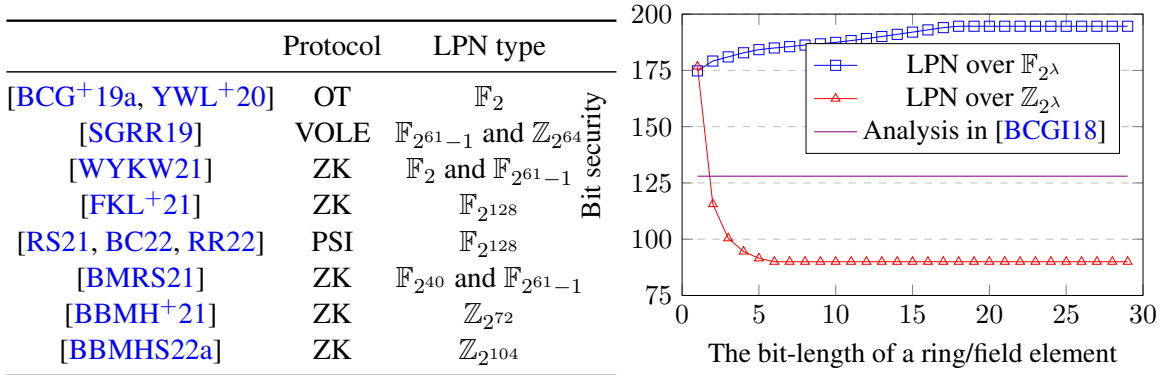 Protocol LPN type
[BCG+19a, YWL+20] OT 𝔽₂
[SGRR19] VOLE 𝔽_{2^{61}−1} and ℤ_{2^{64}}
[WYKW21] ZK 𝔽₂ and 𝔽_{2^{61}−1}
[FKL+21] ZK 𝔽_{2^{128}}
[RS21, BC22, RR22] PSI 𝔽_{2^{128}}
[BMRS21] ZK 𝔽_{2^{40}} and 𝔽_{2^{61}−1}
[BBMH+21] ZK ℤ_{2^{72}}
[BBMHS22a] ZK ℤ_{2^{104}}
Bit security
200
175
150
125
100
75
LPN over 𝔽_{2^λ}
LPN over ℤ_{2^λ}
Analysis in [BCGI18]
0 5 10 15 20 25 30
The bit-length of a ring/field element